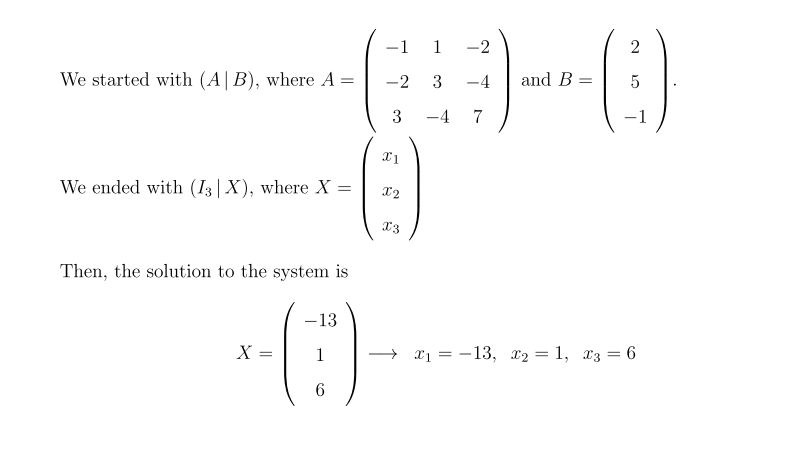 We started with (A | B), where A = ( −1 1 −2 ; −2 3 −4 ; 3 −4 7 ) and B = ( 2 ; 5 ; −1 ).
We ended with (I₃ | X), where X = ( x₁ ; x₂ ; x₃ )
Then, the solution to the system is
X = ( −13 ; 1 ; 6 ) ⟶ x₁ = −13, x₂ = 1, x₃ = 6